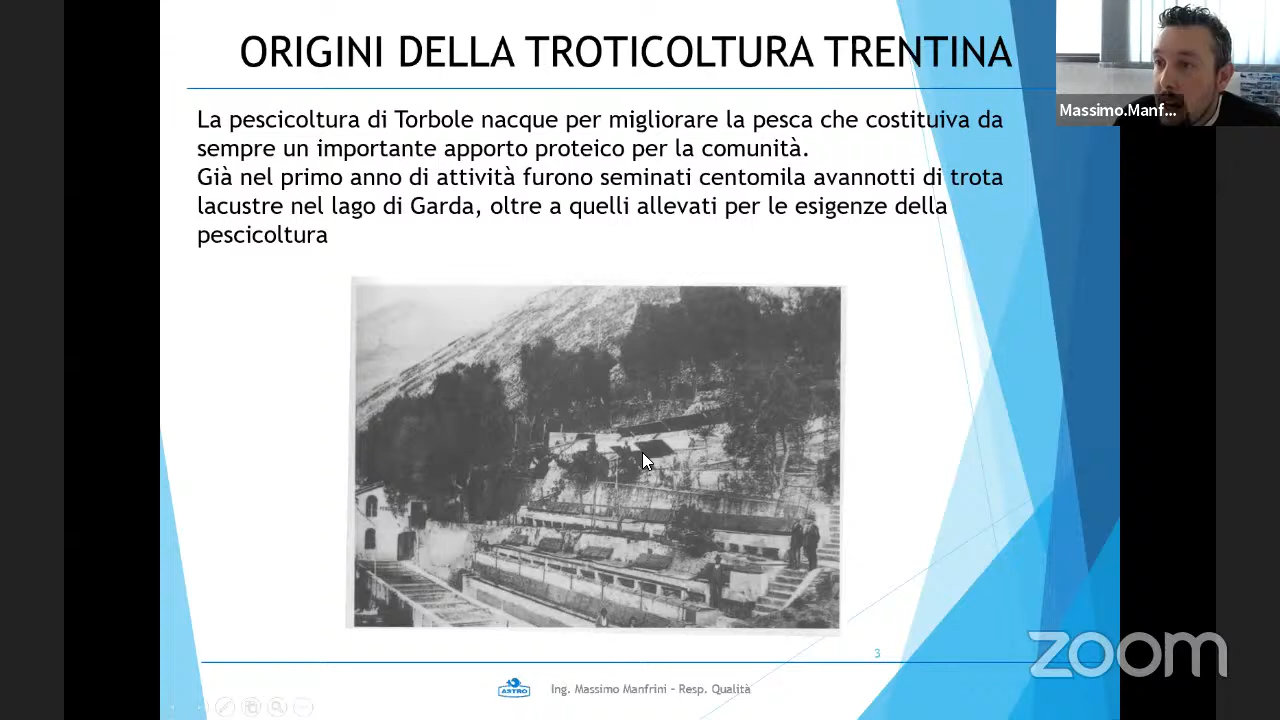 ORIGINI DELLA TROTICOLTURA TRENTINA
Massimo.Manf...
La pescicoltura di Torbole nacque per migliorare la pesca che costituiva da
sempre un importante apporto proteico per la comunità.
Già nel primo anno di attività furono seminati centomila avannotti di trota
lacustre nel lago di Garda, oltre a quelli allevati per le esigenze della
pescicoltura
3
zoom
ASTRO
Ing. Massimo Manfrini – Resp. Qualità